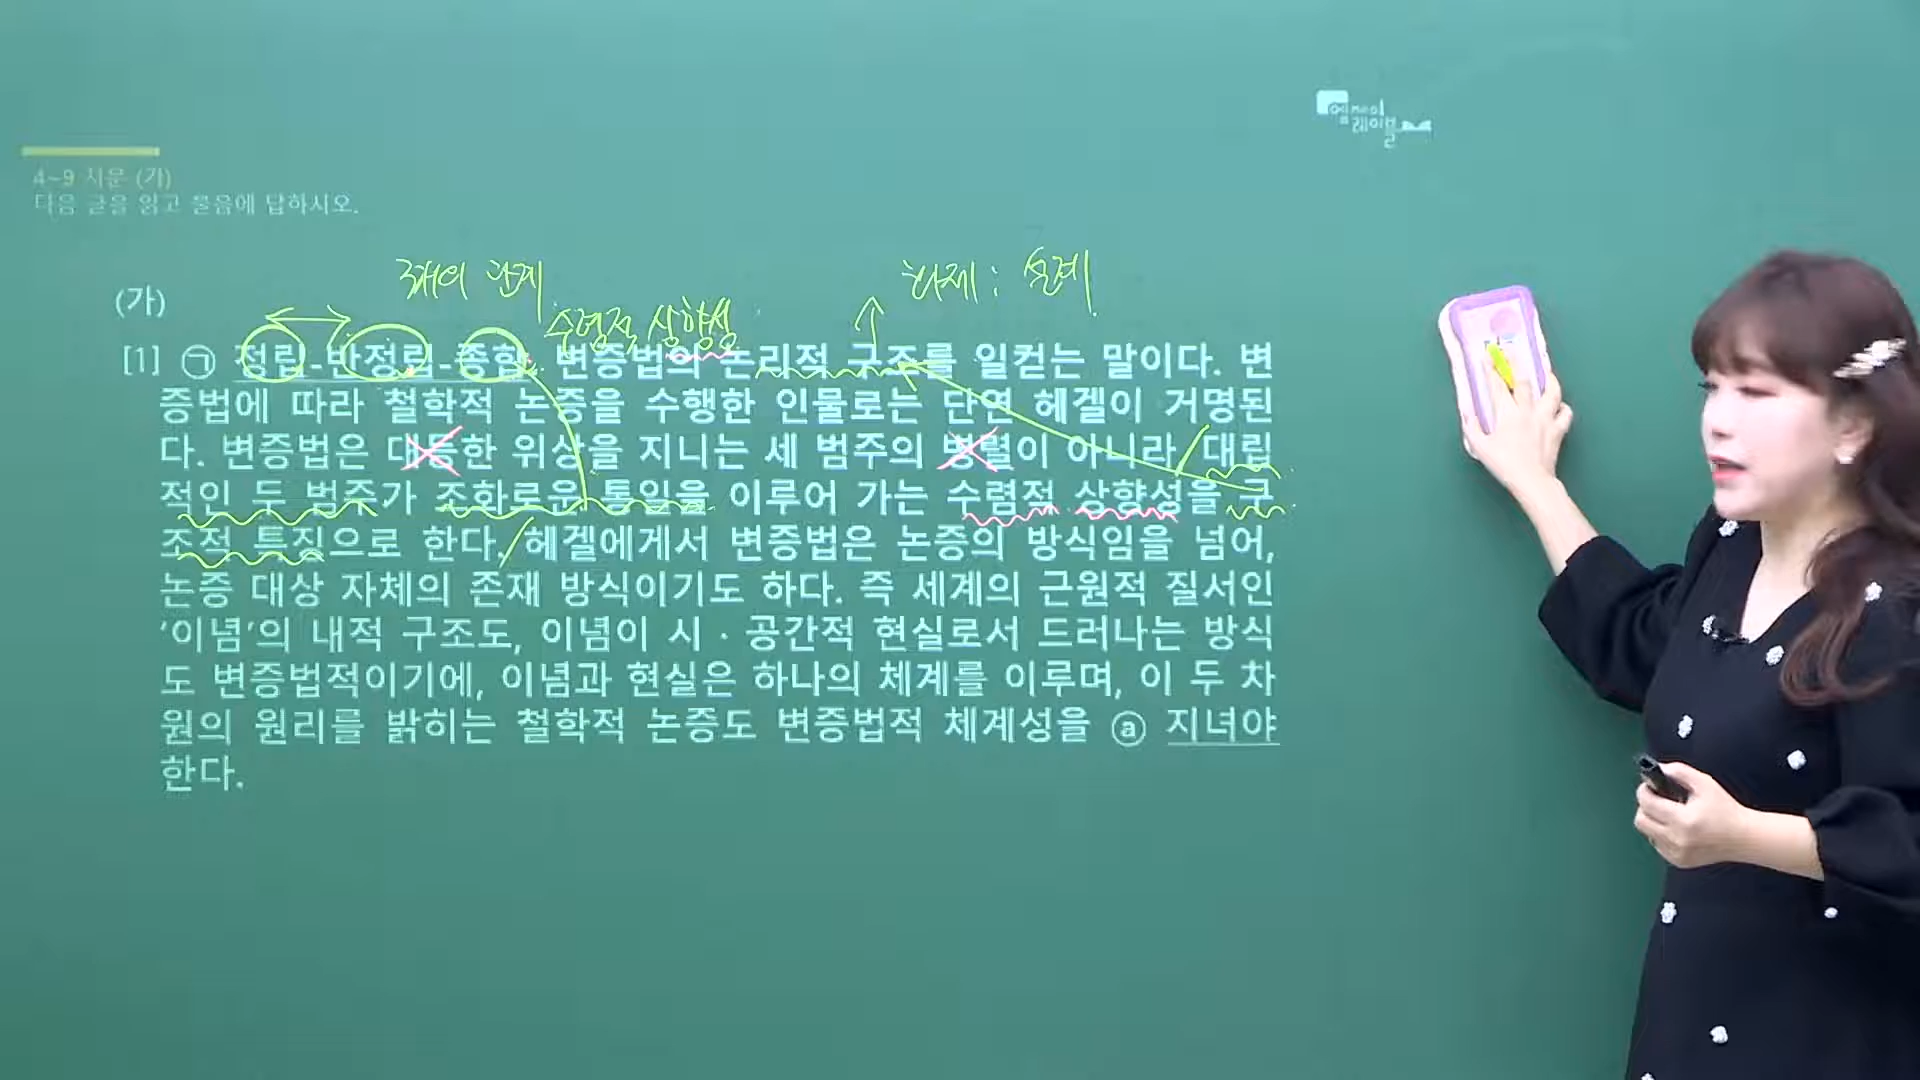 4~9 지문 (가)
다음 글을 읽고 물음에 답하시오.
3개의 단계
화제 : 설계
수렴적 상향성
(가)
[1] ㉠ 정립-반정립-종합. 변증법의 논리적 구조를 일컫는 말이다. 변
증법에 따라 철학적 논증을 수행한 인물로는 단연 헤겔이 거명된
다. 변증법은 대등한 위상을 지니는 세 범주의 병렬이 아니라, 대립
적인 두 범주가 조화로운 통일을 이루어 가는 수렴적 상향성을 구
조적 특징으로 한다. 헤겔에게서 변증법은 논증의 방식임을 넘어,
논증 대상 자체의 존재 방식이기도 하다. 즉 세계의 근원적 질서인
‘이념’의 내적 구조도, 이념이 시 · 공간적 현실로서 드러나는 방식
도 변증법적이기에, 이념과 현실은 하나의 체계를 이루며, 이 두 차
원의 원리를 밝히는 철학적 논증도 변증법적 체계성을 ⓐ 지녀야
한다.